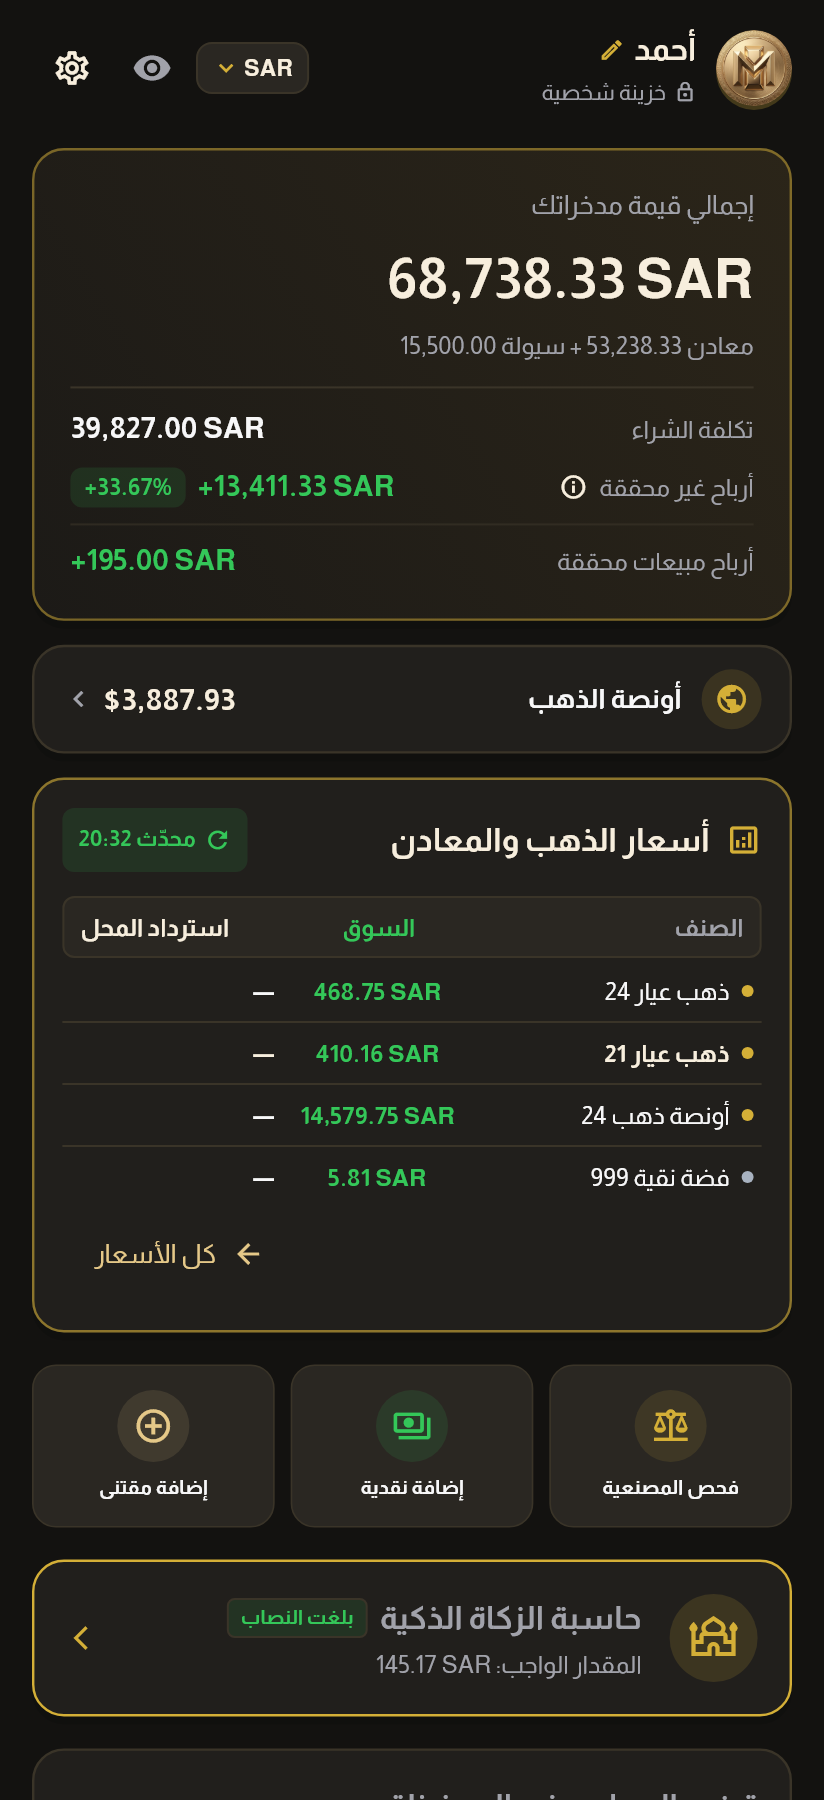 أحمد
خزينة شخصية
SAR
إجمالي قيمة مدخراتك
68,738.33 SAR
معادن 53,238.33 + سيولة 15,500.00
تكلفة الشراء 39,827.00 SAR
أرباح غير محققة +13,411.33 SAR +33.67%
أرباح مبيعات محققة +195.00 SAR
أونصة الذهب $3,887.93
أسعار الذهب والمعادن محدّث 20:32
الصنف السوق استرداد المحل
ذهب عيار 24 468.75 SAR —
ذهب عيار 21 410.16 SAR —
أونصة ذهب 24 14,579.75 SAR —
فضة نقية 999 5.81 SAR —
كل الأسعار
فحص المصنعية إضافة نقدية إضافة مقتنى
حاسبة الزكاة الذكية بلغت النصاب
المقدار الواجب: 145.17 SAR